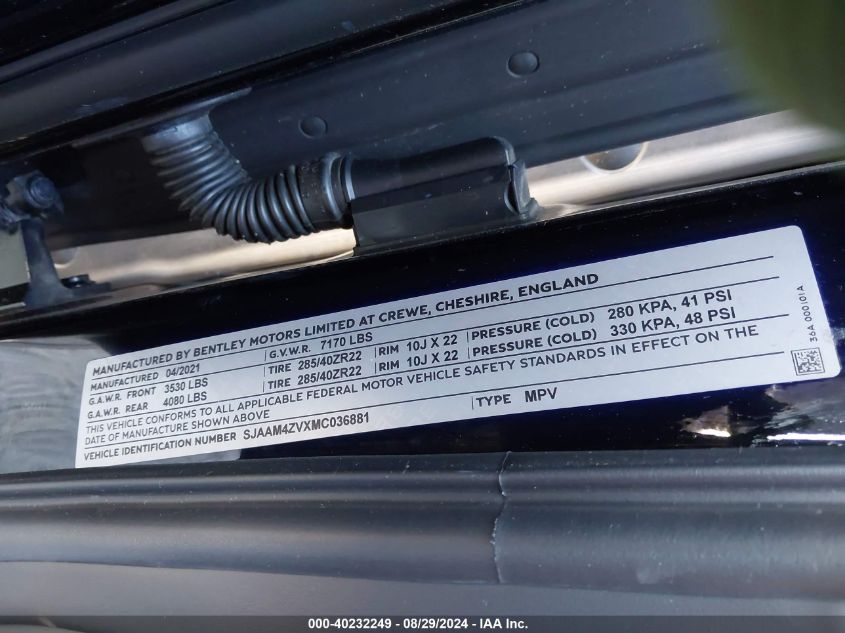 MANUFACTURED BY BENTLEY MOTORS LIMITED AT CREWE, CHESHIRE, ENGLAND
MANUFACTURED 04/2021 G.V.W.R. 7170 LBS
G.A.W.R. FRONT 3530 LBS TIRE 285/40ZR22 RIM 10J X 22 PRESSURE (COLD) 280 KPA, 41 PSI
G.A.W.R. REAR 4080 LBS TIRE 285/40ZR22 RIM 10J X 22 PRESSURE (COLD) 330 KPA, 48 PSI
THIS VEHICLE CONFORMS TO ALL APPLICABLE FEDERAL MOTOR VEHICLE SAFETY STANDARDS IN EFFECT ON THE
DATE OF MANUFACTURE SHOWN ABOVE
VEHICLE IDENTIFICATION NUMBER SJAAM4ZVXMC036881 TYPE MPV
36A 000101A
000-40232249 - 08/29/2024 - IAA Inc.